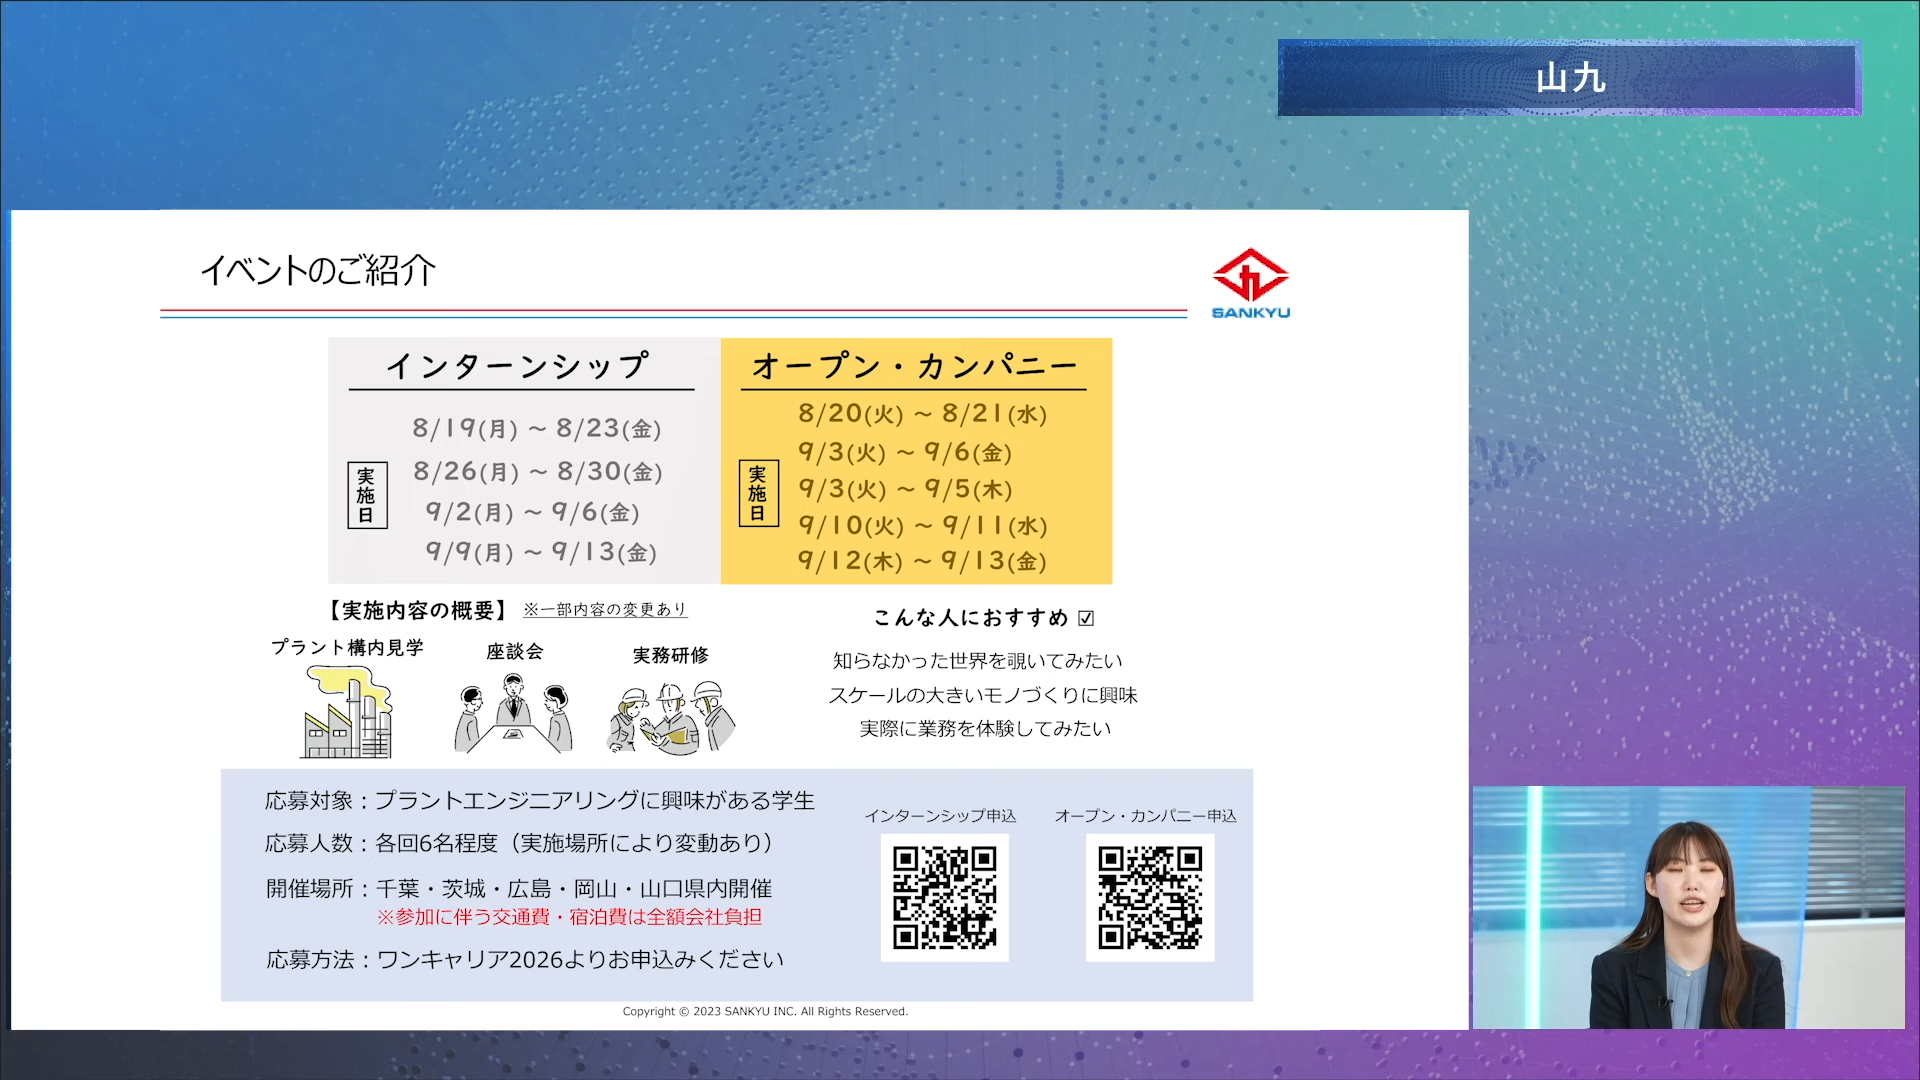 山九
イベントのご紹介
九
SANKYU
インターンシップ
実施日
8/19(月) ～ 8/23(金)
8/26(月) ～ 8/30(金)
9/2(月) ～ 9/6(金)
9/9(月) ～ 9/13(金)
オープン・カンパニー
実施日
8/20(火) ～ 8/21(水)
9/3(火) ～ 9/6(金)
9/3(火) ～ 9/5(木)
9/10(火) ～ 9/11(水)
9/12(木) ～ 9/13(金)
【実施内容の概要】 ※一部内容の変更あり
プラント構内見学
座談会
実務研修
こんな人におすすめ ☑
知らなかった世界を覗いてみたい
スケールの大きいモノづくりに興味
実際に業務を体験してみたい
応募対象：プラントエンジニアリングに興味がある学生
応募人数：各回6名程度（実施場所により変動あり）
開催場所：千葉・茨城・広島・岡山・山口県内開催
※参加に伴う交通費・宿泊費は全額会社負担
応募方法：ワンキャリア2026よりお申込みください
インターンシップ申込
オープン・カンパニー申込
Copyright © 2023 SANKYU INC. All Rights Reserved.